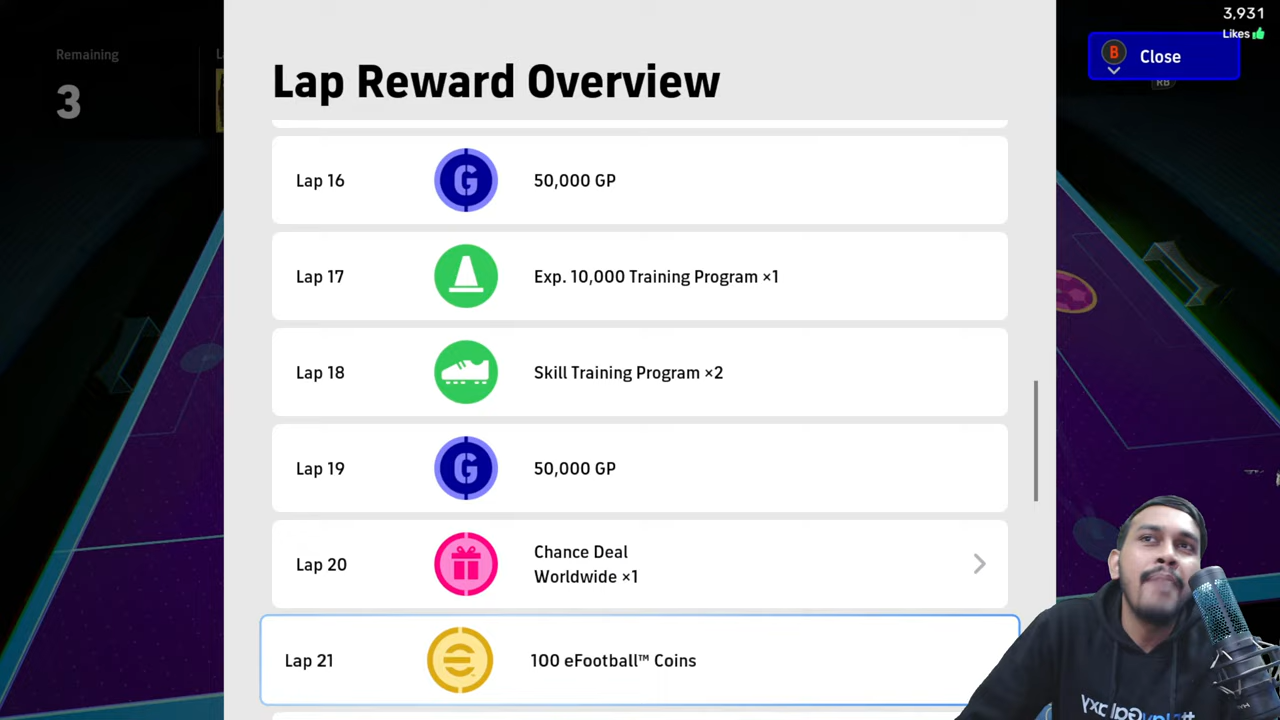 3,931
Likes
Remaining
3
B
Close
RB
Lap Reward Overview
Lap 16
G
50,000 GP
Lap 17
Exp. 10,000 Training Program ×1
Lap 18
Skill Training Program ×2
Lap 19
G
50,000 GP
Lap 20
Chance Deal
Worldwide ×1
Lap 21
100 eFootball™ Coins